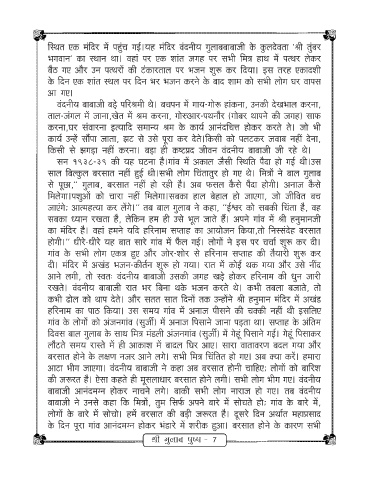 स्थित एक मंदिर में पहुंच गई।यह मंदिर वंदनीय गुलाबबाबाजी के कुलदेवता 'श्री तुंबर
भगवान' का स्थान था। वहां पर एक शांत जगह पर सभी मित्र हाथ में पत्थर लेकर
बैठ गए और उन पत्थरों की टंकारताल पर भजन शुरू कर दिया। इस तरह एकादशी
के दिन एक शांत स्थल पर दिन भर भजन करने के बाद शाम को सभी लोग घर वापस
आ गए।
वंदनीय बाबाजी बड़े परिश्रमी थे। बचपन में गाय-गोरू हांकना, उनकी देखभाल करना,
ताल-जंगल में जाना,खेत में श्रम करना, गोरुआर-पथनौर (गोबर थापने की जगह) साफ
करना,घर संवारना इत्यादि सामान्य श्रम के कार्य आनंदचित्त होकर करते ले। जो भी
कार्य उन्हें सौंपा जाता, झट से उसे पूरा कर देते।किसी को पलटकर जवाब नहीं देना,
किसी से झगड़ा नहीं करना। बड़ा ही कष्टप्रद जीवन वंदनीय बाबाजी जी रहे थे।
सन १९३८-३९ की यह घटना है।गांव में अकाल जैसी स्थिति पैदा हो गई थी।उस
साल बिल्कुल बरसात नहीं हुई थी।सभी लोग चिंतातुर हो गए थे। मित्रों ने बाल गुलाब
से पूछा,'' गुलाब, बरसात नहीं हो रही है। अब फसल कैसे पैदा होगी। अनाज कैसे
मिलेगा।पशुओं को चारा नहीं मिलेगा।सबका हाल बेहाल हो जाएगा, जो जीवित बच
जाएंगे; आत्महत्या कर लेंगे।'' तब बाल गुलाब ने कहा, ''ईश्वर को सबकी चिंता है, वह
सबका ध्यान रखता है, लेकिन हम ही उसे भूल जाते हैं। अपने गांव में श्री हनुमानजी
का मंदिर है। वहां हमने यदि हरिनाम सप्ताह का आयोजन किया,तो निस्संदेह बरसात
होगी।'' धीरे-धीरे यह बात सारे गांव में फैल गई। लोगों ने इस पर चर्चा शुरू कर दी।
गांव के सभी लोग एकत्र हुए और जोर-शोर से हरिनाम सप्ताह की तैयारी शुरू कर
दी। मंदिर में अखंड भजन-कीर्तन शुरू हो गया। रात में कोई थक गया और उसे नींद
आने लगी, तो स्वतः वंदनीय बाबाजी उसकी जगह खड़े होकर हरिनाम की धुन जारी
रखते। वंदनीय बाबाजी रात भर बिना थके भजन करते थे। कभी तबला बजाते, तो
कभी ढोल को थाप देते। और सतत सात दिनों तक उन्होंने श्री हनुमान मंदिर में अखंड
हरिनाम का पाठ किया। उस समय गांव में अनाज पीसने की चक्की नहीं थी इसलिए
गांव के लोगों को अंजनगांव (सुर्जी) में अनाज पिसाने जाना पड़ता था। सप्ताह के अंतिम
दिवस बाल गुलाब के साथ मित्र मंडली अंजनगांव (सुर्जी) में गेहूं पिसाने गई। गेहूं पिसाकर
लौटते समय रास्ते में ही आकाश में बादल घिर आए। सारा वातावरण बदल गया और
बरसात होने के लक्षण नजर आने लगे। सभी मित्र चिंतित हो गए। अब क्या करें। हमारा
आटा भीग जाएगा। वंदनीय बाबाजी ने कहा अब बरसात होनी चाहिए; लोगों को बारिश
की जरूरत है। ऐसा कहते ही मूसलाधार बरसात होने लगी। सभी लोग भीग गए। वंदनीय
बाबाजी आनंदमग्न होकर नाचने लगे। बाकी सभी लोग नाराज हो गए। तब वंदनीय
बाबाजी ने उनसे कहा कि मित्रो, तुम सिर्फ अपने बारे में सोचते हो; गांव के बारे में,
लोगों के बारे में सोचो। हमें बरसात की बड़ी जरूरत है। दूसरे दिन अर्थात महाप्रसाद
के दिन पूरा गांव आनंदमग्न होकर भंडारे में शरीक हुआ। बरसात होने के कारण सभी
श्री गुलाब पुष्प - 7